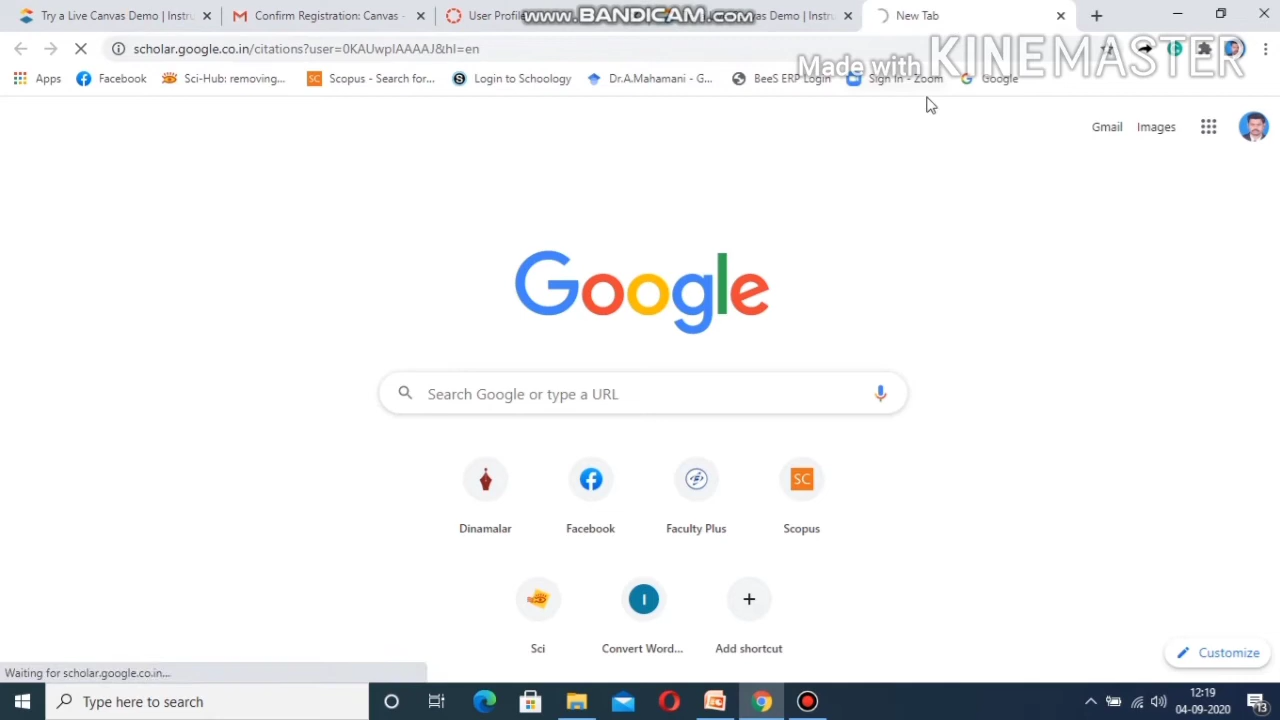 Try a Live Canvas Demo | Instru
Confirm Registration: Canvas
User Profil
www.BANDICAM.com
as Demo | Instru
New Tab
scholar.google.co.in/citations?user=0KAUwpIAAAAJ&hl=en
Made with KINEMASTER
Apps
Facebook
Sci-Hub: removing...
Scopus - Search for...
Login to Schoology
Dr.A.Mahamani - G...
BeeS ERP Login
Sign In - Zoom
Google
Gmail
Images
Google
Search Google or type a URL
Dinamalar
Facebook
Faculty Plus
SC
Scopus
Sci
I
Convert Word...
Add shortcut
Customize
Waiting for scholar.google.co.in...
Type here to search
12:19
04-09-2020
13